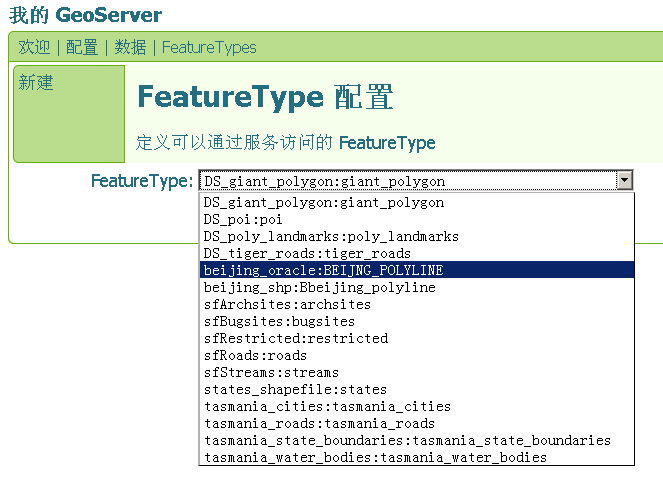 我的 GeoServer
欢迎 | 配置 | 数据 | FeatureTypes
新建
FeatureType 配置
定义可以通过服务访问的 FeatureType
FeatureType: DS_giant_polygon:giant_polygon
DS_giant_polygon:giant_polygon
DS_poi:poi
DS_poly_landmarks:poly_landmarks
DS_tiger_roads:tiger_roads
beijing_oracle:BEIJNG_POLYLINE
beijing_shp:Bbeijing_polyline
sfArchsites:archsites
sfBugsites:bugsites
sfRestricted:restricted
sfRoads:roads
sfStreams:streams
states_shapefile:states
tasmania_cities:tasmania_cities
tasmania_roads:tasmania_roads
tasmania_state_boundaries:tasmania_state_boundaries
tasmania_water_bodies:tasmania_water_bodies